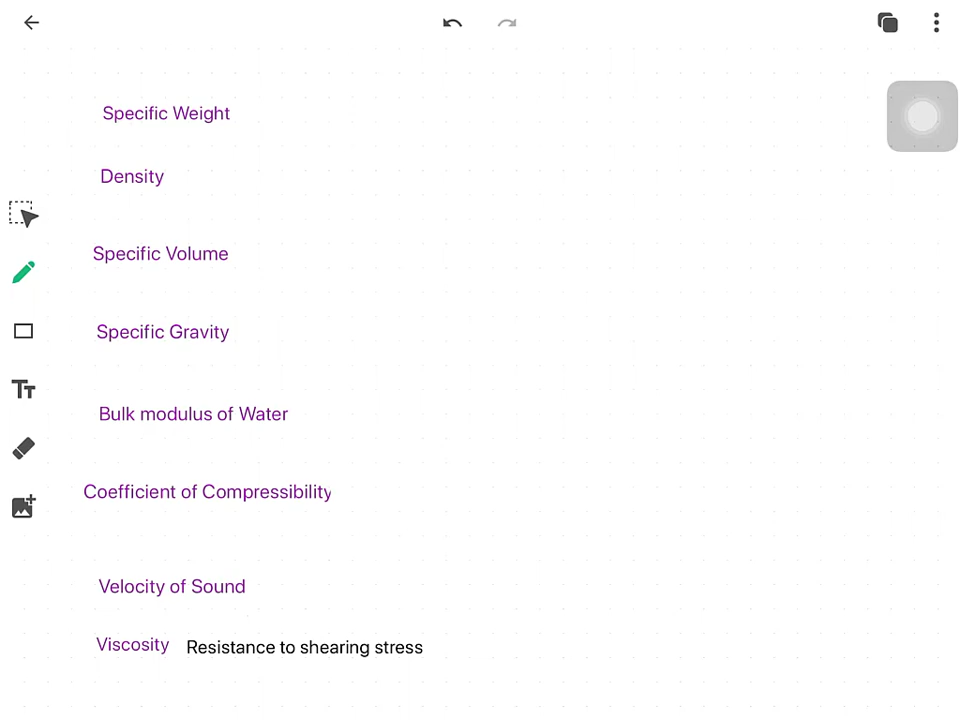 Specific Weight
Density
Specific Volume
Specific Gravity
Bulk modulus of Water
Coefficient of Compressibility
Velocity of Sound
Viscosity Resistance to shearing stress